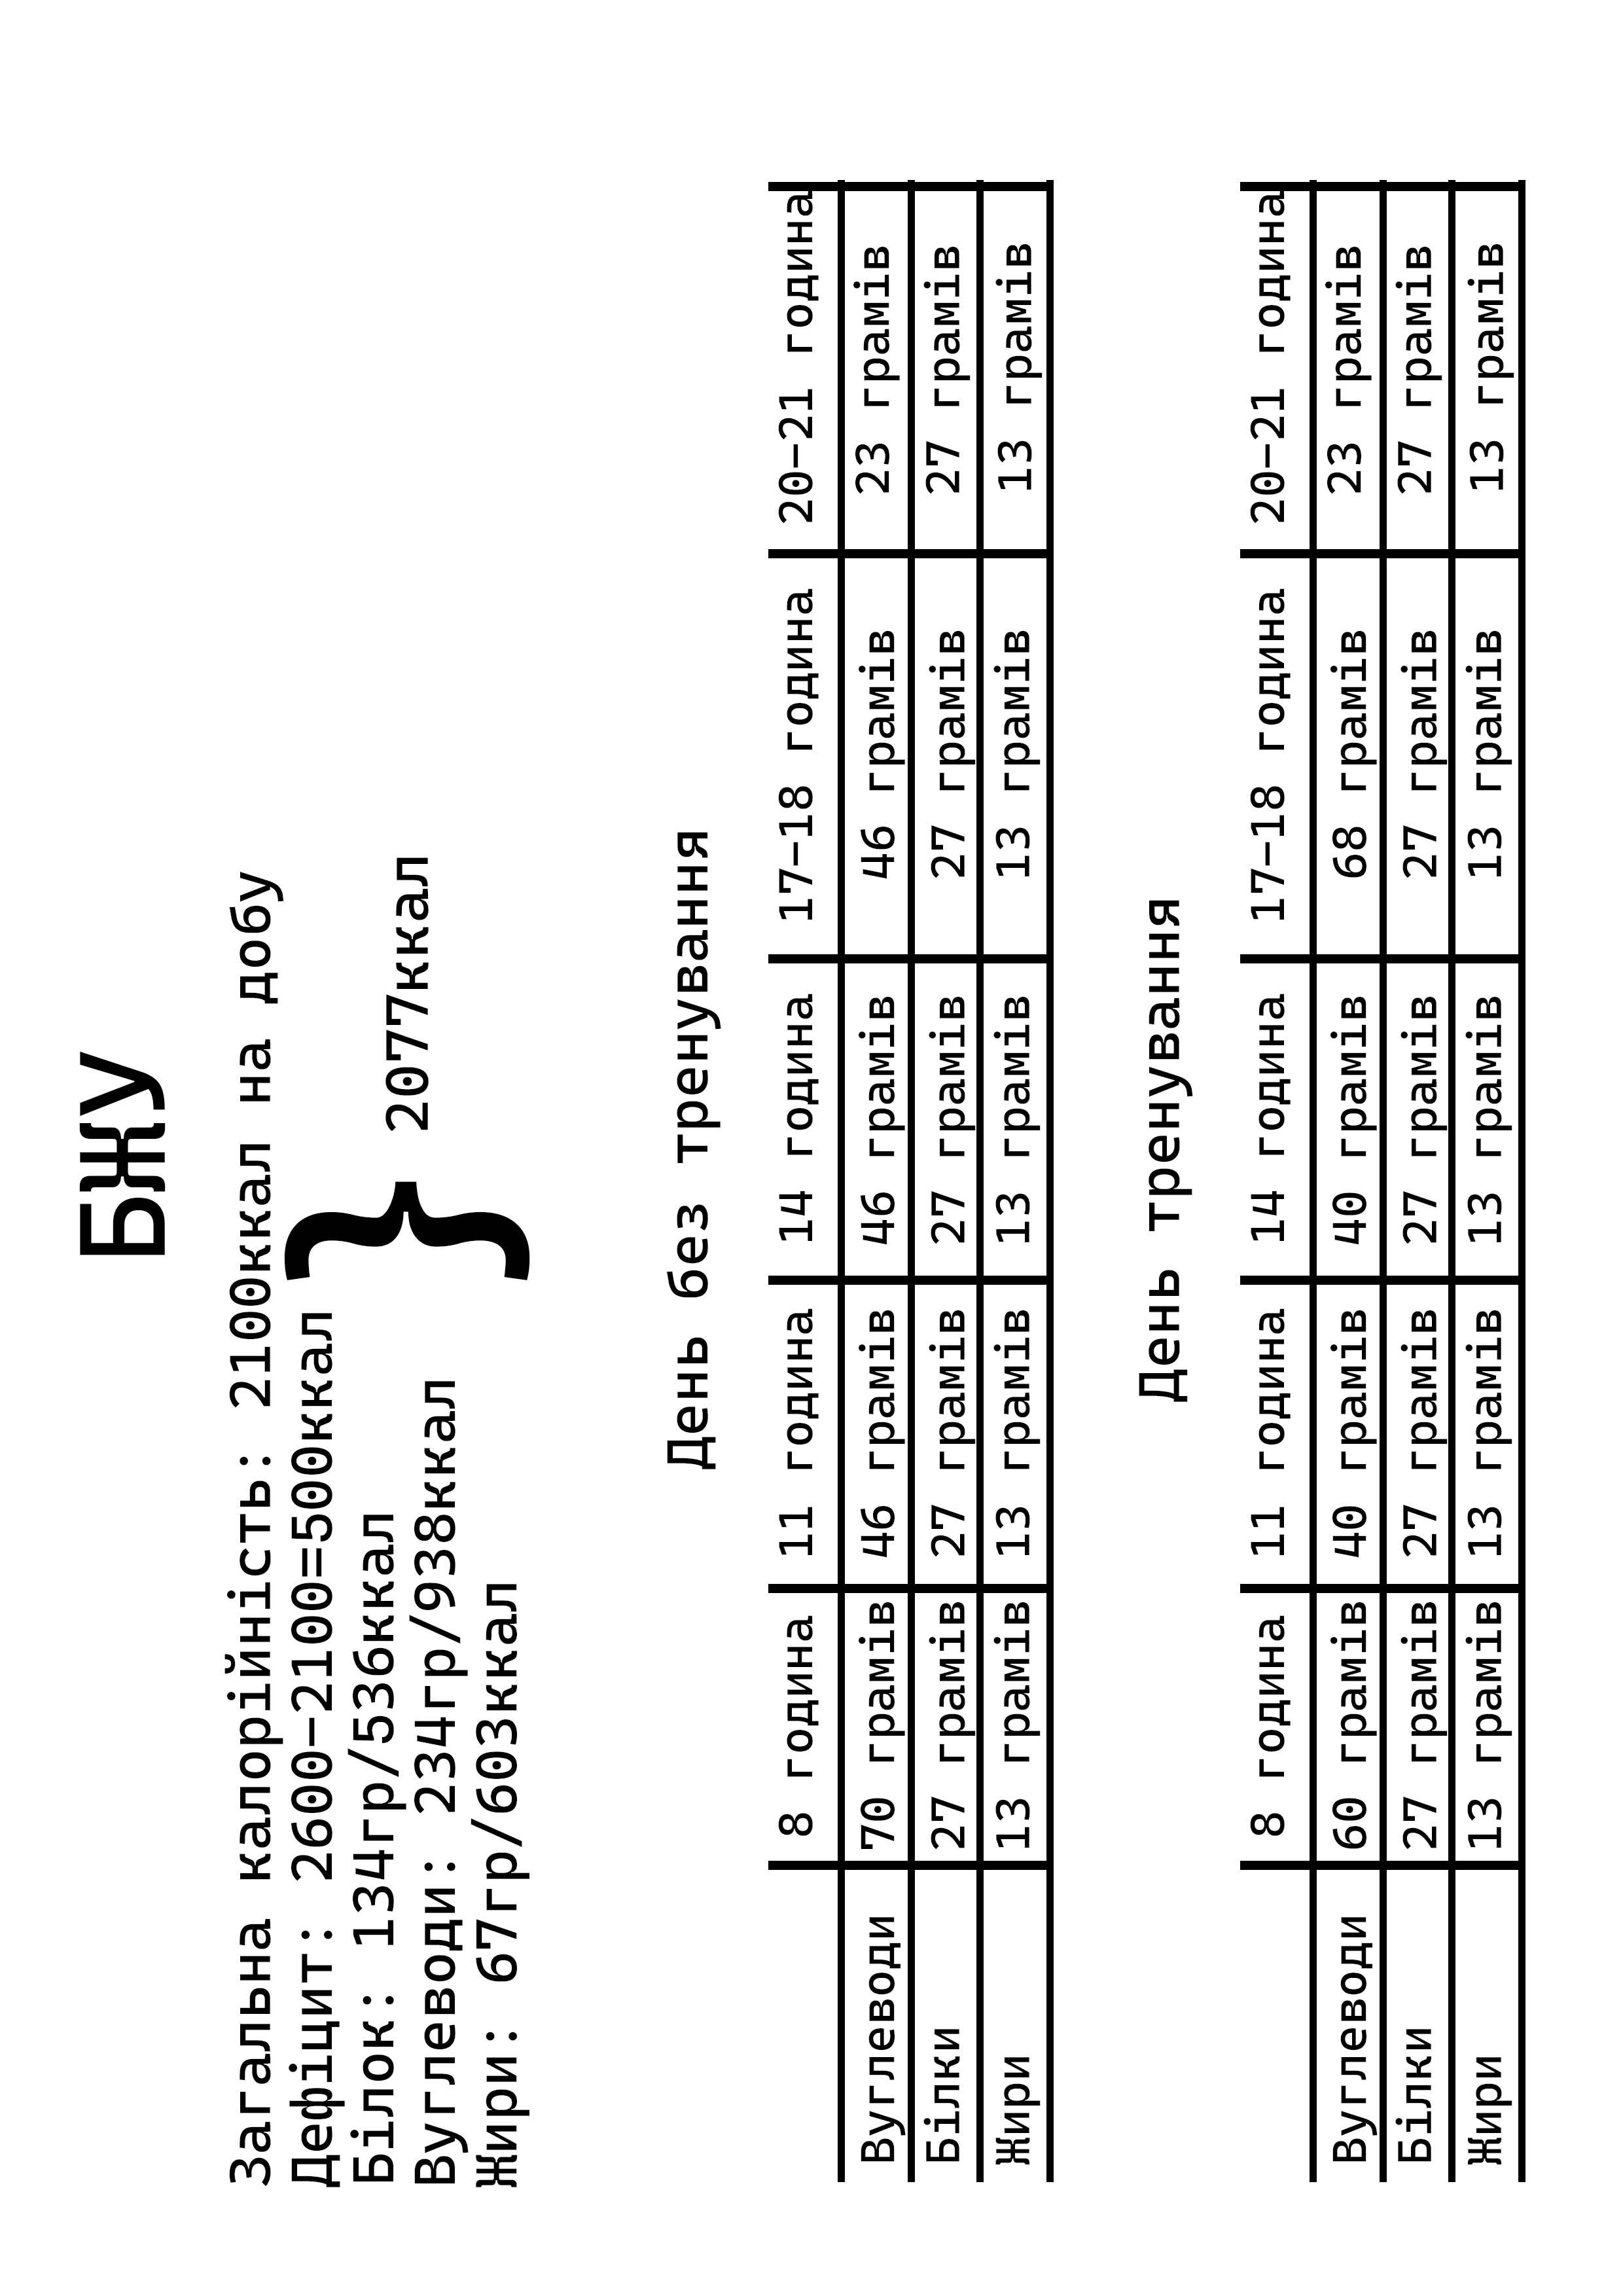 БЖУ
Загальна калорійність: 2100ккал на добу
Дефіцит: 2600-2100=500ккал
Білок: 134гр/536ккал
Вуглеводи: 234гр/938ккал
Жири: 67гр/603ккал
} 2077ккал
День без тренування
8 година 11 година 14 година 17-18 година 20-21 година
Вуглеводи 70 грамів 46 грамів 46 грамів 46 грамів 23 грамів
Білки 27 грамів 27 грамів 27 грамів 27 грамів 27 грамів
Жири 13 грамів 13 грамів 13 грамів 13 грамів 13 грамів
День тренування
8 година 11 година 14 година 17-18 година 20-21 година
Вуглеводи 60 грамів 40 грамів 40 грамів 68 грамів 23 грамів
Білки 27 грамів 27 грамів 27 грамів 27 грамів 27 грамів
Жири 13 грамів 13 грамів 13 грамів 13 грамів 13 грамів